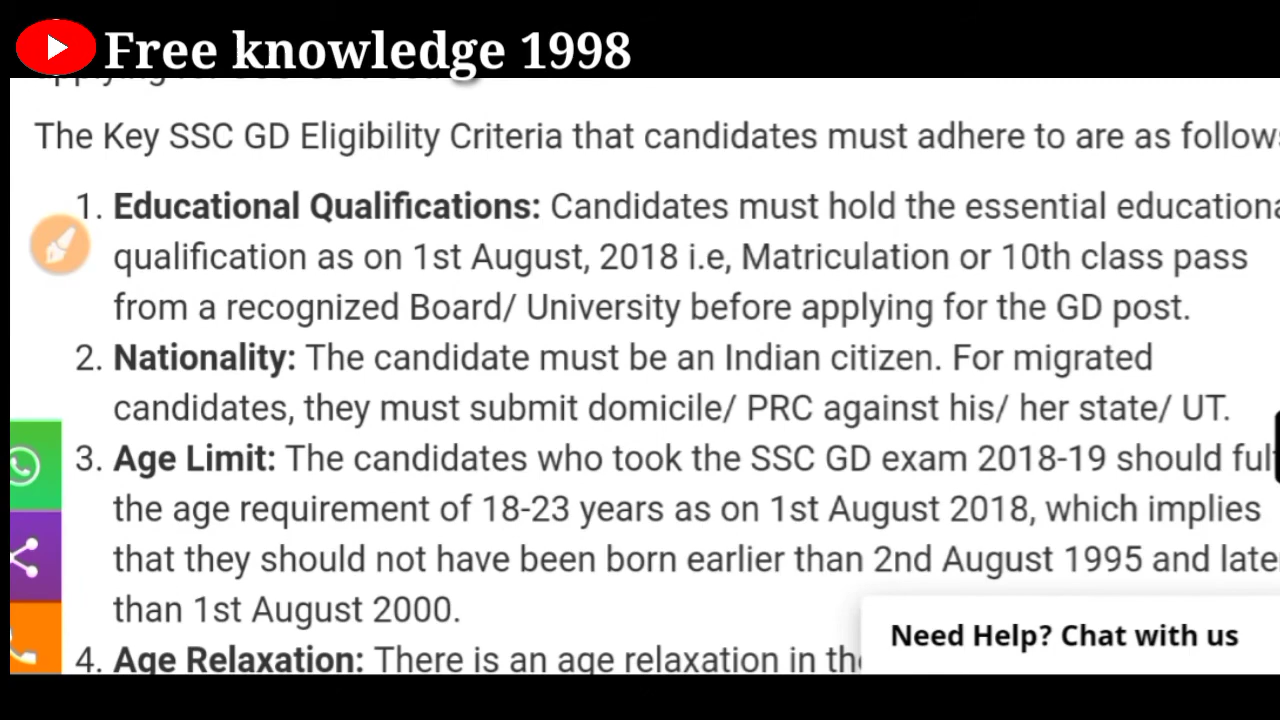 Free knowledge 1998
The Key SSC GD Eligibility Criteria that candidates must adhere to are as follow
1. Educational Qualifications: Candidates must hold the essential education
qualification as on 1st August, 2018 i.e, Matriculation or 10th class pass
from a recognized Board/ University before applying for the GD post.
2. Nationality: The candidate must be an Indian citizen. For migrated
candidates, they must submit domicile/ PRC against his/ her state/ UT.
3. Age Limit: The candidates who took the SSC GD exam 2018-19 should ful
the age requirement of 18-23 years as on 1st August 2018, which implies
that they should not have been born earlier than 2nd August 1995 and late
than 1st August 2000.
Need Help? Chat with us
4. Age Relaxation: There is an age relaxation in th